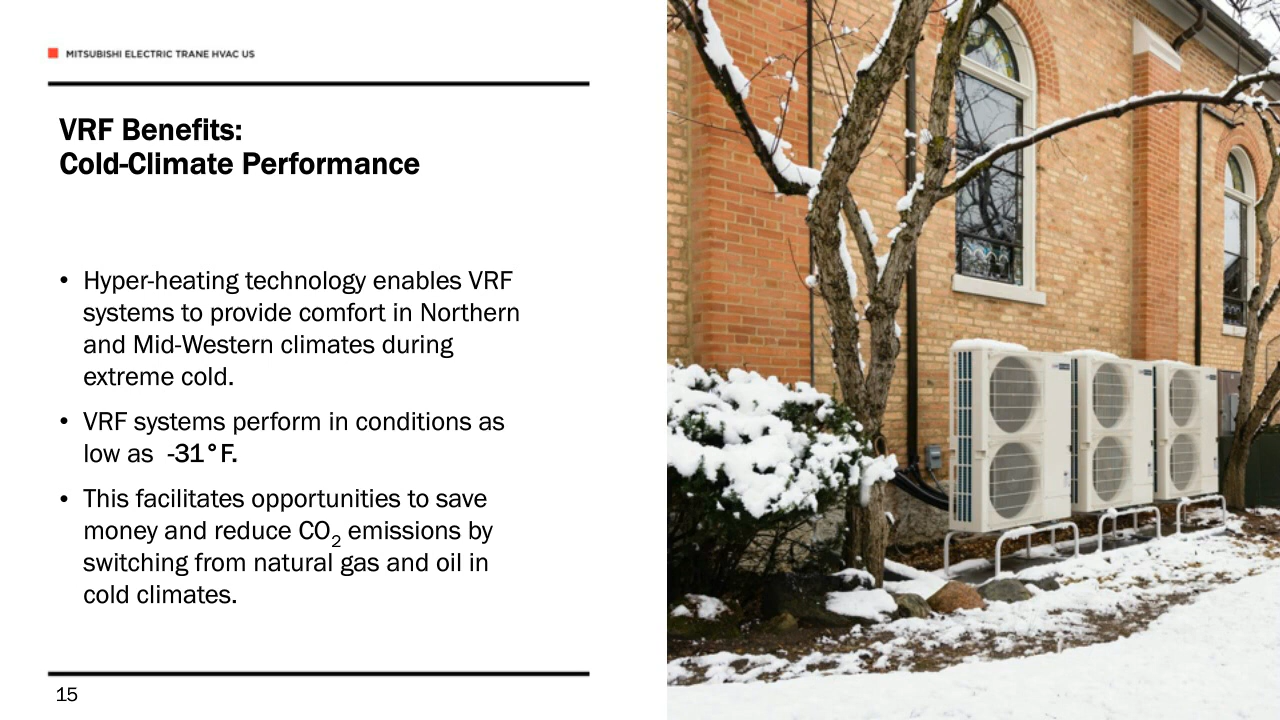 MITSUBISHI ELECTRIC TRANE HVAC US
VRF Benefits:
Cold-Climate Performance
• Hyper-heating technology enables VRF
systems to provide comfort in Northern
and Mid-Western climates during
extreme cold.
• VRF systems perform in conditions as
low as -31°F.
• This facilitates opportunities to save
money and reduce CO₂ emissions by
switching from natural gas and oil in
cold climates.
15